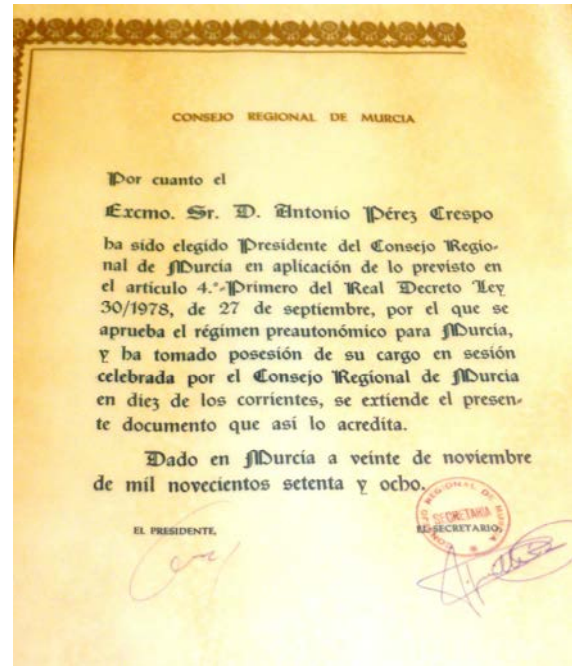 CONSEJO REGIONAL DE MURCIA
Por cuanto el
Excmo. Sr. D. Antonio Pérez Crespo
ha sido elegido Presidente del Consejo Regio-
nal de Murcia en aplicación de lo previsto en
el artículo 4.º-Primero del Real Decreto Ley
30/1978, de 27 de septiembre, por el que se
aprueba el régimen preautonómico para Murcia,
y ha tomado posesión de su cargo en sesión
celebrada por el Consejo Regional de Murcia
en diez de los corrientes, se extiende el presen-
te documento que así lo acredita.
Dado en Murcia a veinte de noviembre
de mil novecientos setenta y ocho.
EL PRESIDENTE,
EL SECRETARIO,
CONSEJO REGIONAL DE MURCIA
SECRETARIA